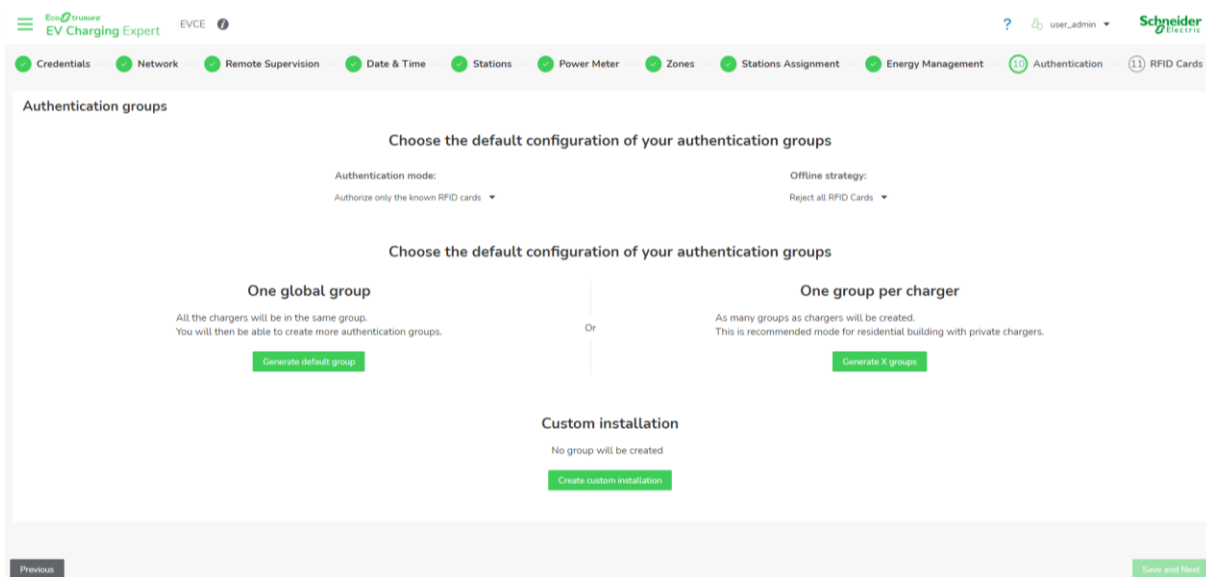 EcoStruxure
EV Charging Expert
EVCE
?
user_admin
Schneider
Electric
Credentials
Network
Remote Supervision
Date & Time
Stations
Power Meter
Zones
Stations Assignment
Energy Management
10 Authentication
11 RFID Cards
Authentication groups
Choose the default configuration of your authentication groups
Authentication mode:
Offline strategy:
Authorize only the known RFID cards
Reject all RFID Cards
Choose the default configuration of your authentication groups
One global group
All the chargers will be in the same group.
You will then be able to create more authentication groups.
Generate default group
Or
One group per charger
As many groups as chargers will be created.
This is recommended mode for residential building with private chargers.
Generate X groups
Custom installation
No group will be created
Create custom installation
Previous
Save and Next